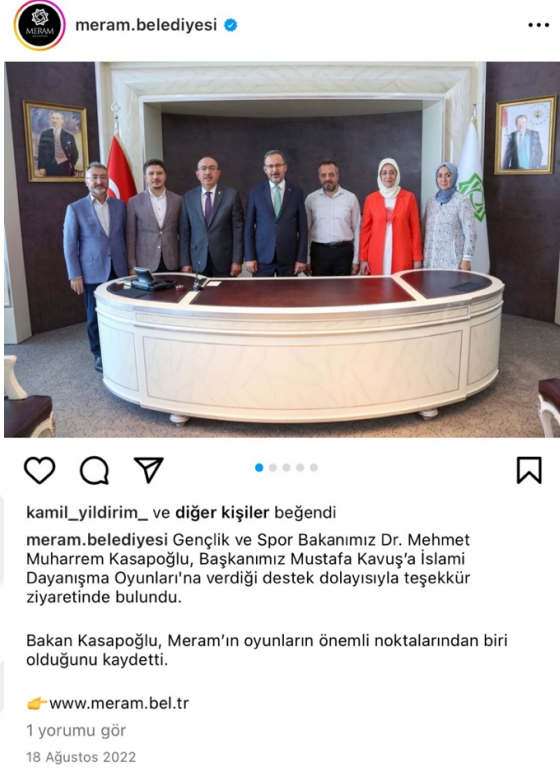 MERAM
meram.belediyesi
kamil_yildirim_ ve diğer kişiler beğendi
meram.belediyesi Gençlik ve Spor Bakanımız Dr. Mehmet
Muharrem Kasapoğlu, Başkanımız Mustafa Kavuş’a İslami
Dayanışma Oyunları'na verdiği destek dolayısıyla teşekkür
ziyaretinde bulundu.
Bakan Kasapoğlu, Meram’ın oyunların önemli noktalarından biri
olduğunu kaydetti.
👉www.meram.bel.tr
1 yorumu gör
18 Ağustos 2022